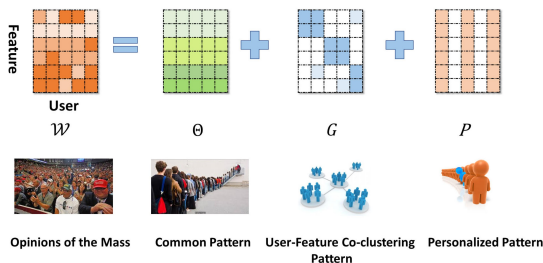 Feature
User
𝒲
Θ
G
P
Opinions of the Mass
Common Pattern
User-Feature Co-clustering
Pattern
Personalized Pattern